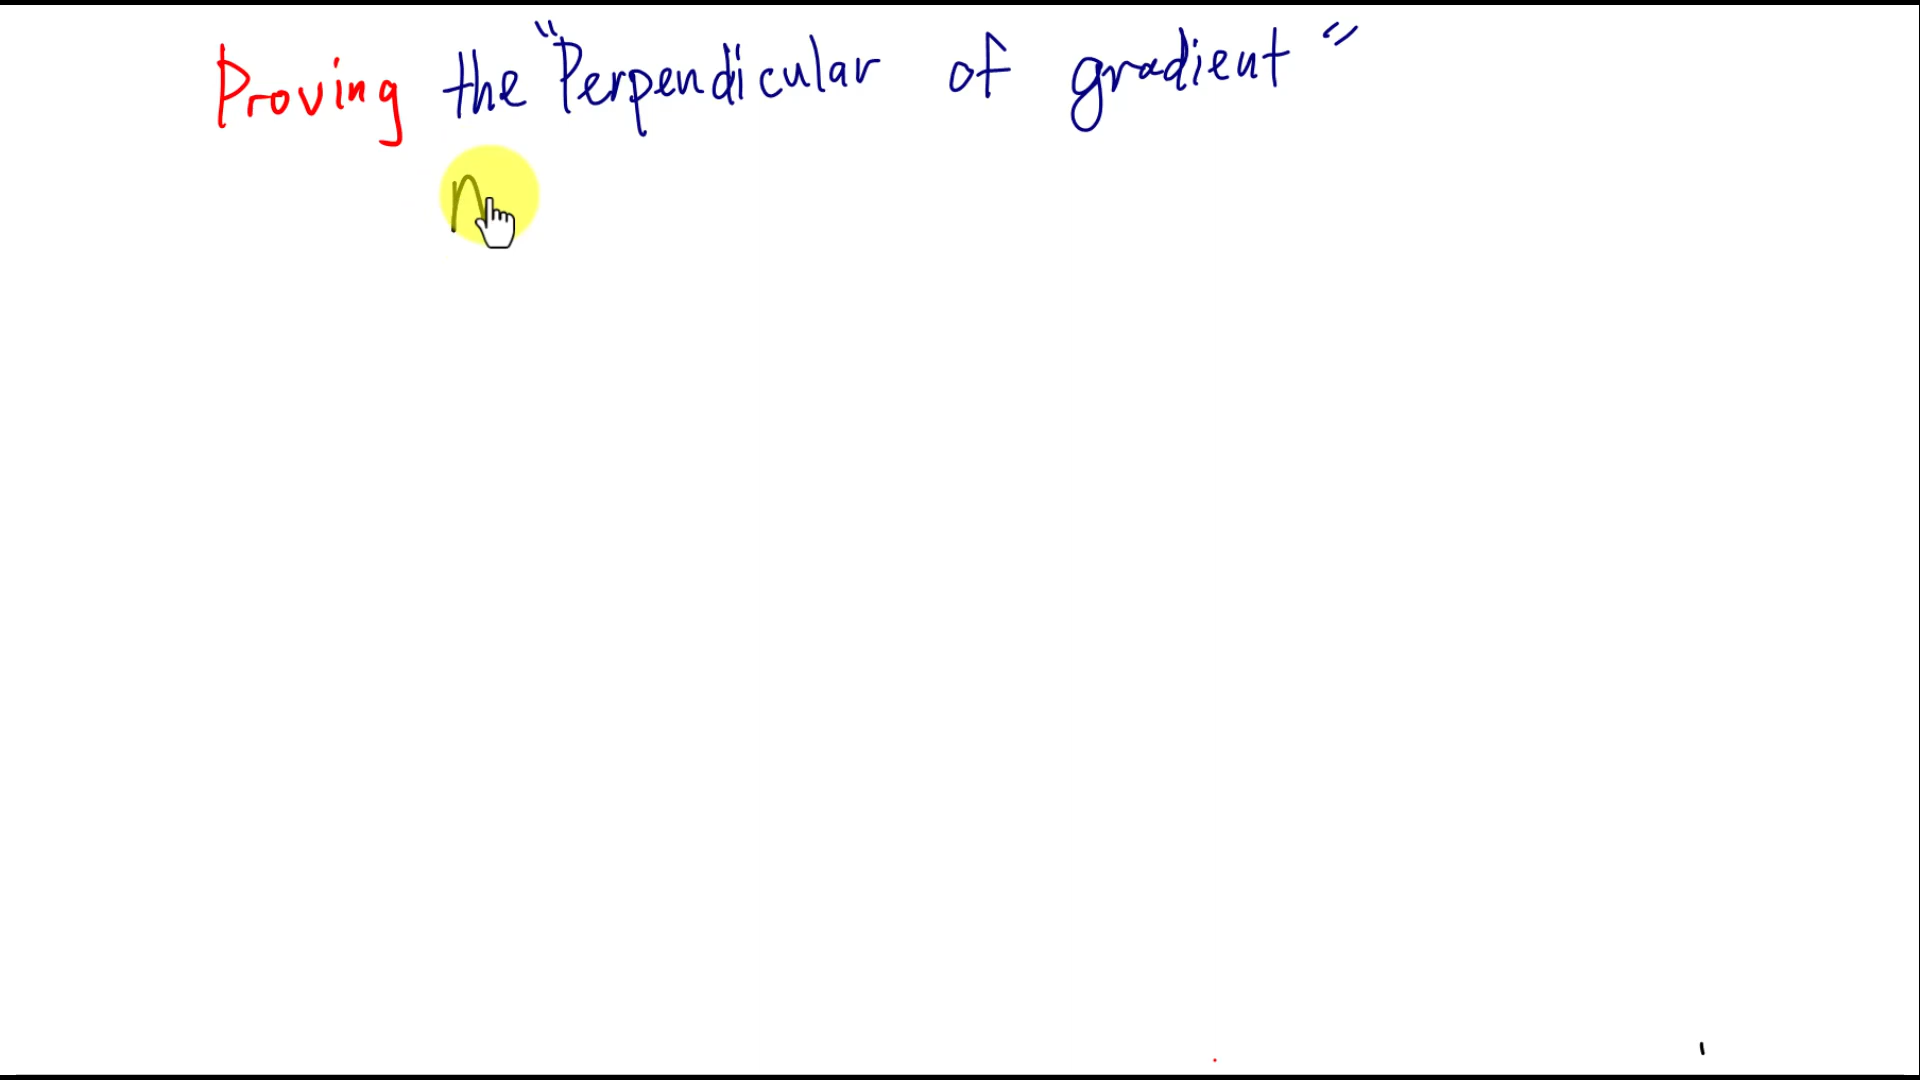 Proving the "Perpendicular of gradient"
n